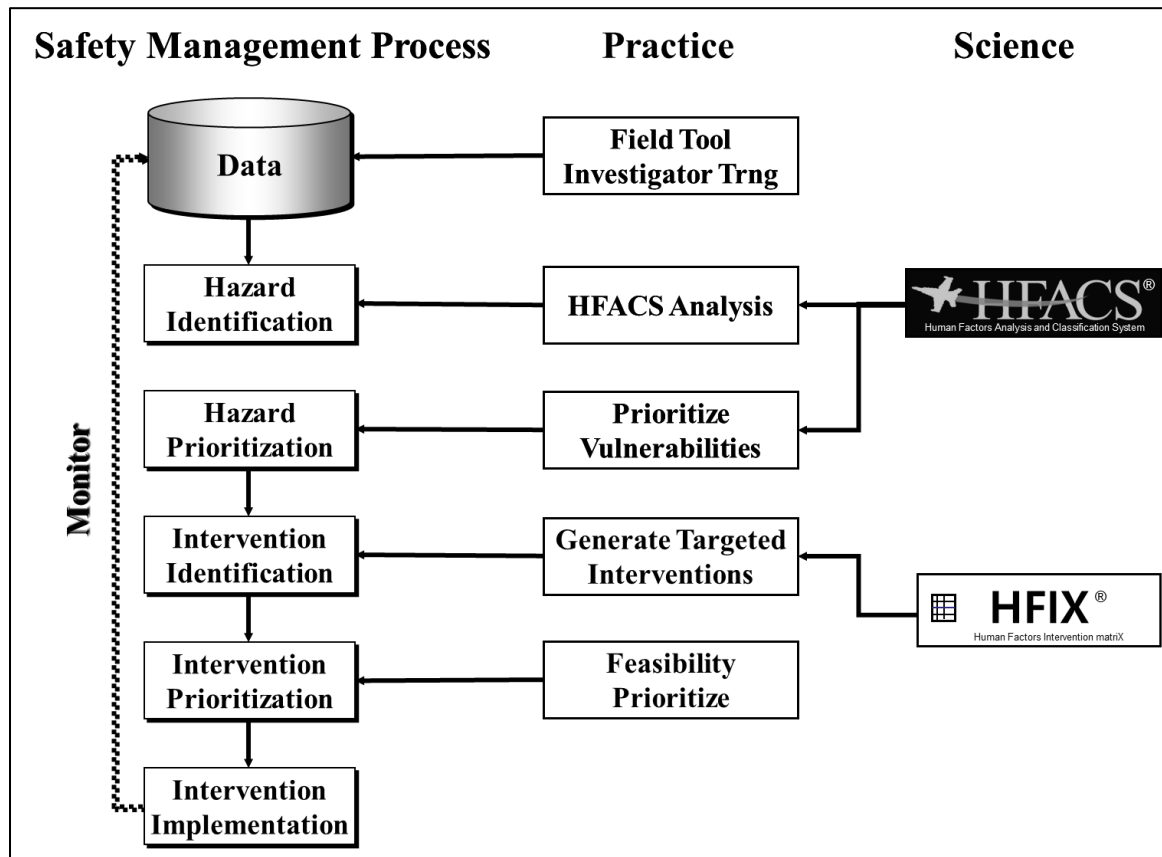 Safety Management Process
Practice
Science
Data
Field Tool
Investigator Trng
Hazard
Identification
HFACS Analysis
HFACS®
Human Factors Analysis and Classification System
Hazard
Prioritization
Prioritize
Vulnerabilities
Monitor
Intervention
Identification
Generate Targeted
Interventions
HFIX ®
Human Factors Intervention matriX
Intervention
Prioritization
Feasibility
Prioritize
Intervention
Implementation